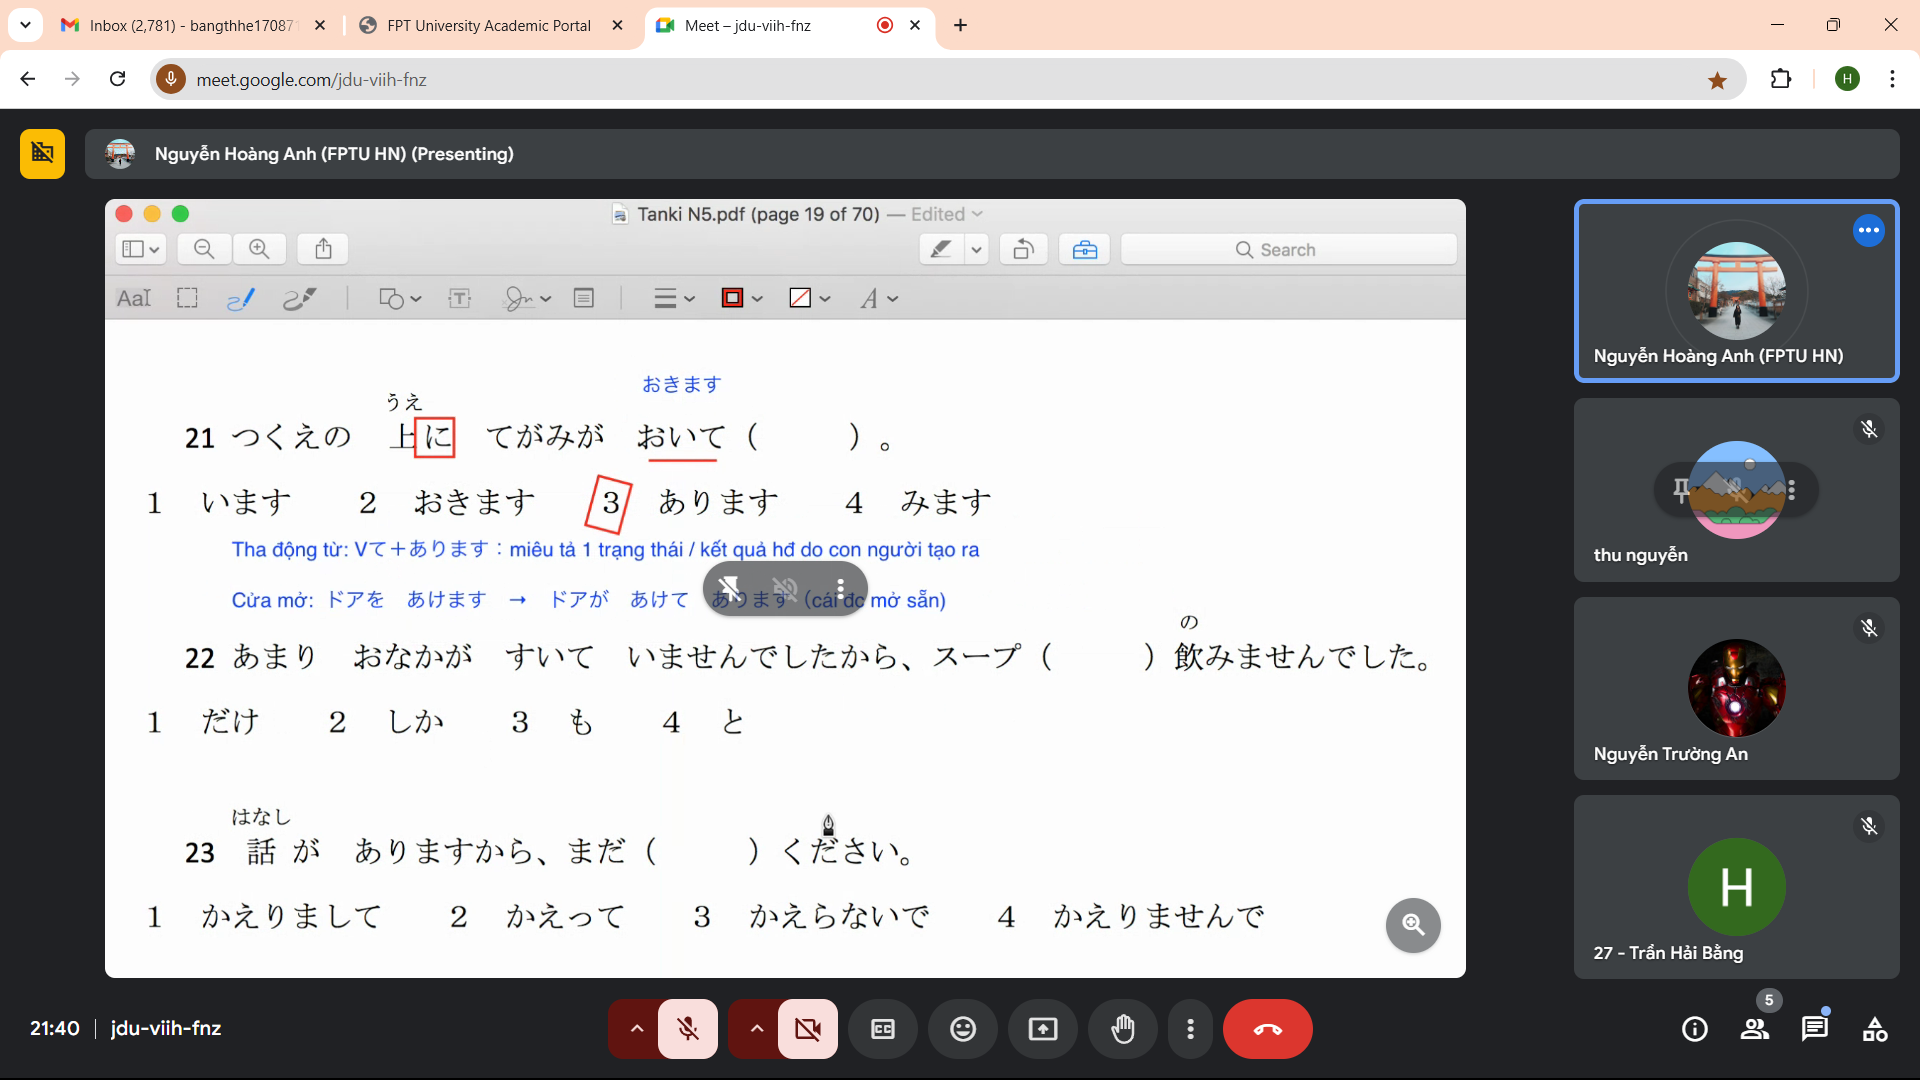 Inbox (2,781) - bangthhe17087
FPT University Academic Portal
Meet – jdu-viih-fnz
meet.google.com/jdu-viih-fnz
H
Nguyễn Hoàng Anh (FPTU HN) (Presenting)
Tanki N5.pdf (page 19 of 70) — Edited
Search
AaI
T
A
おきます
うえ
21 つくえの 上に てがみが おいて（ ）。
1 います 2 おきます 3 あります 4 みます
Tha động từ: Vて＋あります：miêu tả 1 trạng thái / kết quả hđ do con người tạo ra
Cửa mở: ドアを あけます → ドアが あけて あります（cái đc mở sẵn)
の
22 あまり おなかが すいて いませんでしたから、スープ（ ）飲みませんでした。
1 だけ 2 しか 3 も 4 と
はなし
23 話 が ありますから、まだ（ ）ください。
1 かえりまして 2 かえって 3 かえらないで 4 かえりませんで
Nguyễn Hoàng Anh (FPTU HN)
thu nguyễn
Nguyễn Trường An
H
27 - Trần Hải Bằng
21:40 | jdu-viih-fnz
CC
5